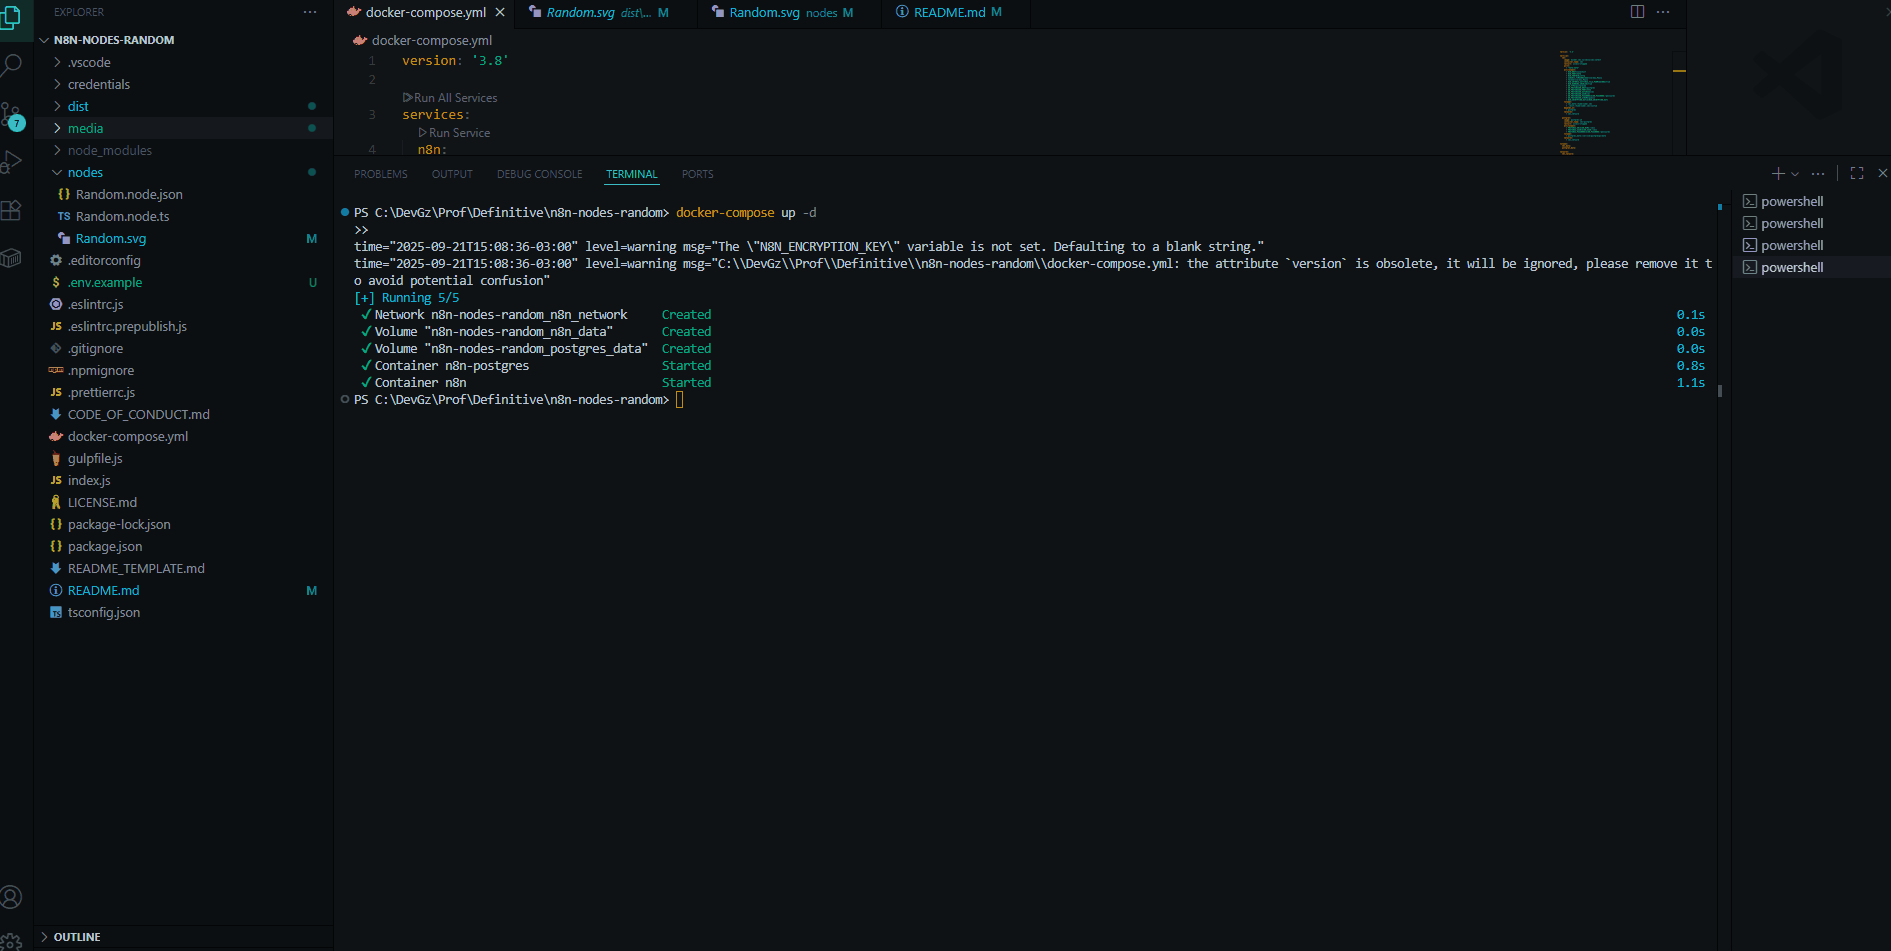 EXPLORER
N8N-NODES-RANDOM
.vscode
credentials
dist
media
node_modules
nodes
{} Random.node.json
TS Random.node.ts
Random.svg M
.editorconfig
$ .env.example U
.eslintrc.js
JS .eslintrc.prepublish.js
.gitignore
.npmignore
JS .prettierrc.js
CODE_OF_CONDUCT.md
docker-compose.yml
gulpfile.js
JS index.js
LICENSE.md
{} package-lock.json
{} package.json
README_TEMPLATE.md
README.md M
TS tsconfig.json
OUTLINE
7
docker-compose.yml
Random.svg dist\... M
Random.svg nodes M
README.md M
docker-compose.yml
1 version: '3.8'
2
Run All Services
3 services:
Run Service
4 n8n:
PROBLEMS OUTPUT DEBUG CONSOLE TERMINAL PORTS
PS C:\DevGz\Prof\Definitive\n8n-nodes-random> docker-compose up -d
>>
time="2025-09-21T15:08:36-03:00" level=warning msg="The \"N8N_ENCRYPTION_KEY\" variable is not set. Defaulting to a blank string."
time="2025-09-21T15:08:36-03:00" level=warning msg="C:\\DevGz\\Prof\\Definitive\\n8n-nodes-random\\docker-compose.yml: the attribute `version` is obsolete, it will be ignored, please remove it t
o avoid potential confusion"
[+] Running 5/5
✓ Network n8n-nodes-random_n8n_network Created 0.1s
✓ Volume "n8n-nodes-random_n8n_data" Created 0.0s
✓ Volume "n8n-nodes-random_postgres_data" Created 0.0s
✓ Container n8n-postgres Started 0.8s
✓ Container n8n Started 1.1s
PS C:\DevGz\Prof\Definitive\n8n-nodes-random>
powershell
powershell
powershell
powershell